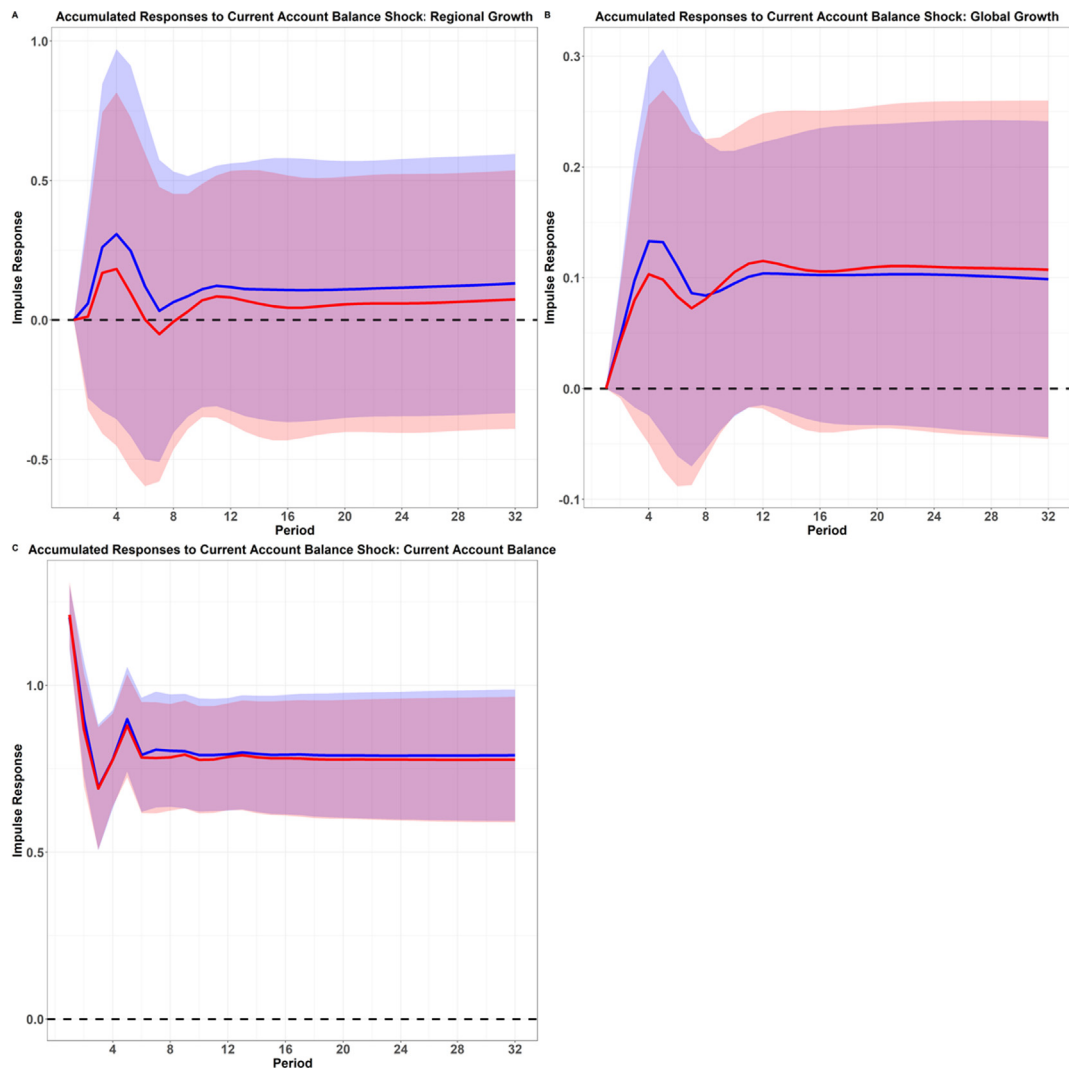 A Accumulated Responses to Current Account Balance Shock: Regional Growth
Impulse Response
1.0
0.5
0.0
-0.5
4 8 12 16 20 24 28 32
Period
B Accumulated Responses to Current Account Balance Shock: Global Growth
Impulse Response
0.3
0.2
0.1
0.0
-0.1
4 8 12 16 20 24 28 32
Period
C Accumulated Responses to Current Account Balance Shock: Current Account Balance
Impulse Response
1.0
0.5
0.0
4 8 12 16 20 24 28 32
Period